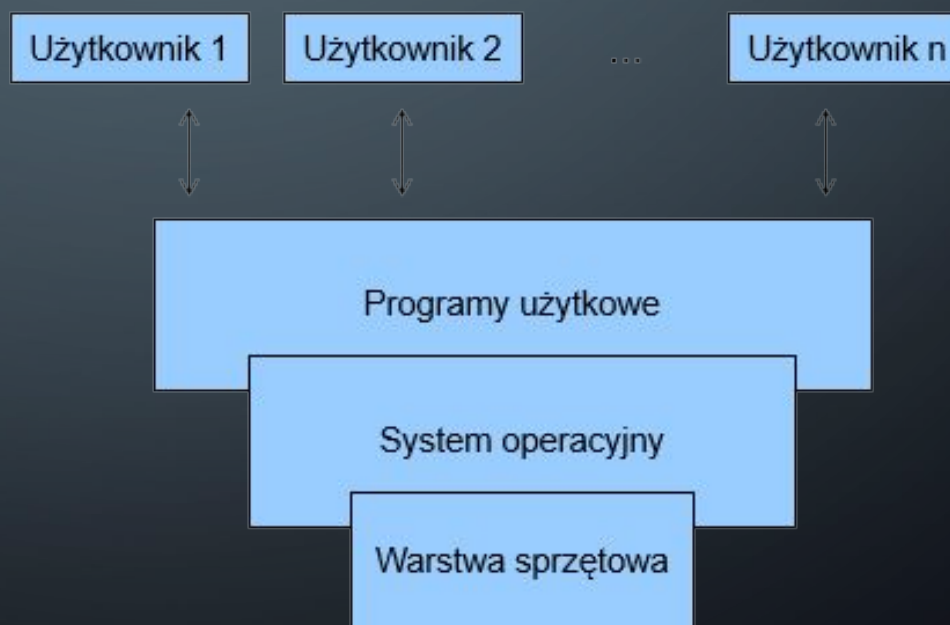 Użytkownik 1 Użytkownik 2 ... Użytkownik n
Programy użytkowe
System operacyjny
Warstwa sprzętowa